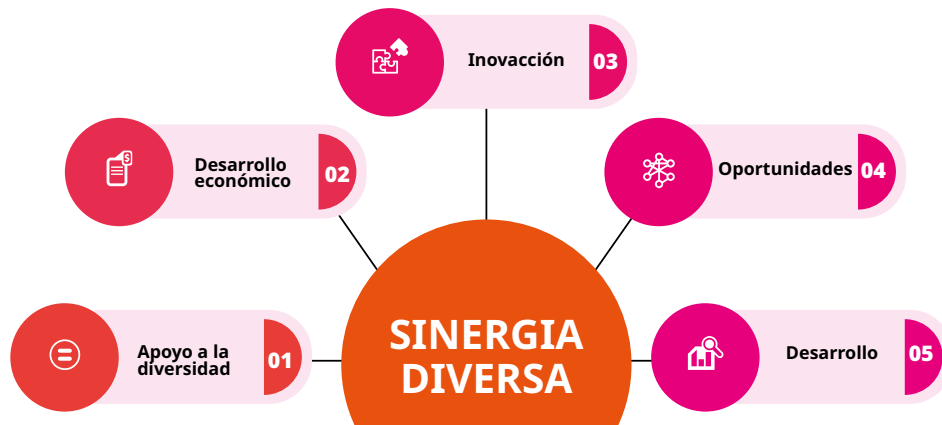 Inovacción
03
Desarrollo
económico
02
Oportunidades
04
SINERGIA
DIVERSA
Apoyo a la
diversidad
01
Desarrollo
05